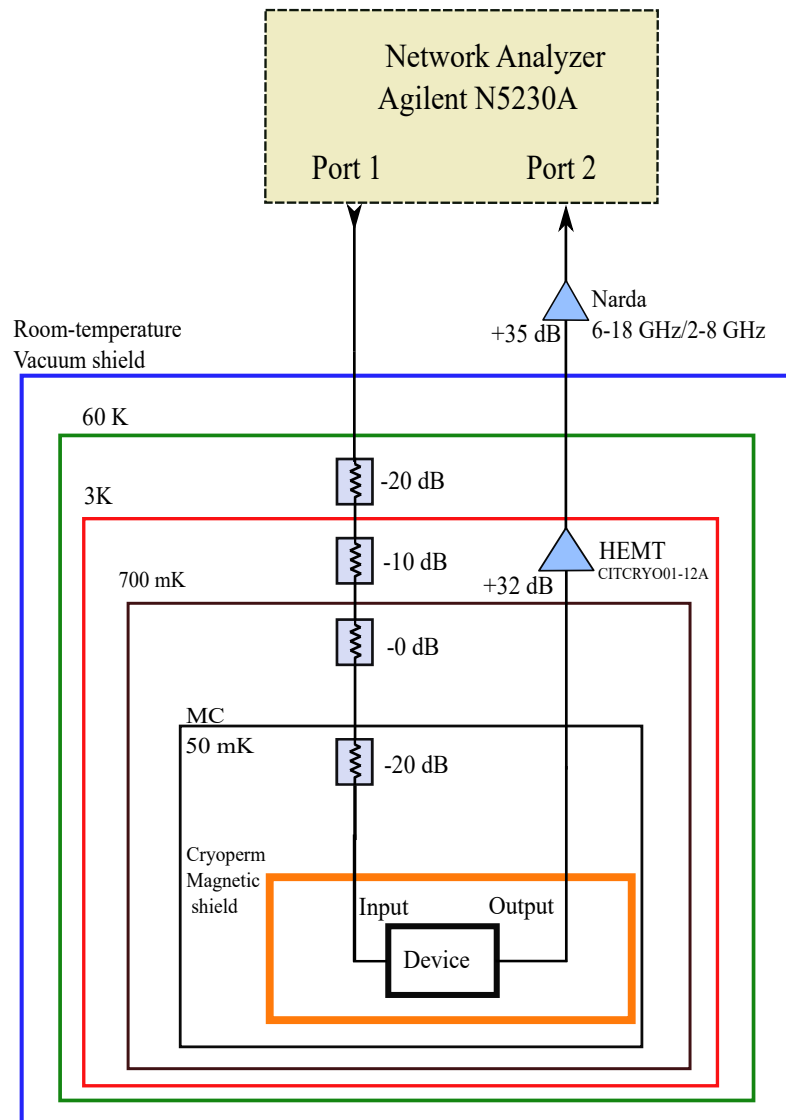 Network Analyzer
Agilent N5230A
Port 1
Port 2
Narda
6-18 GHz/2-8 GHz
+35 dB
Room-temperature
Vacuum shield
60 K
-20 dB
3K
HEMT
CITCRYO01-12A
-10 dB
+32 dB
700 mK
-0 dB
MC
50 mK
-20 dB
Cryoperm
Magnetic
shield
Input
Output
Device